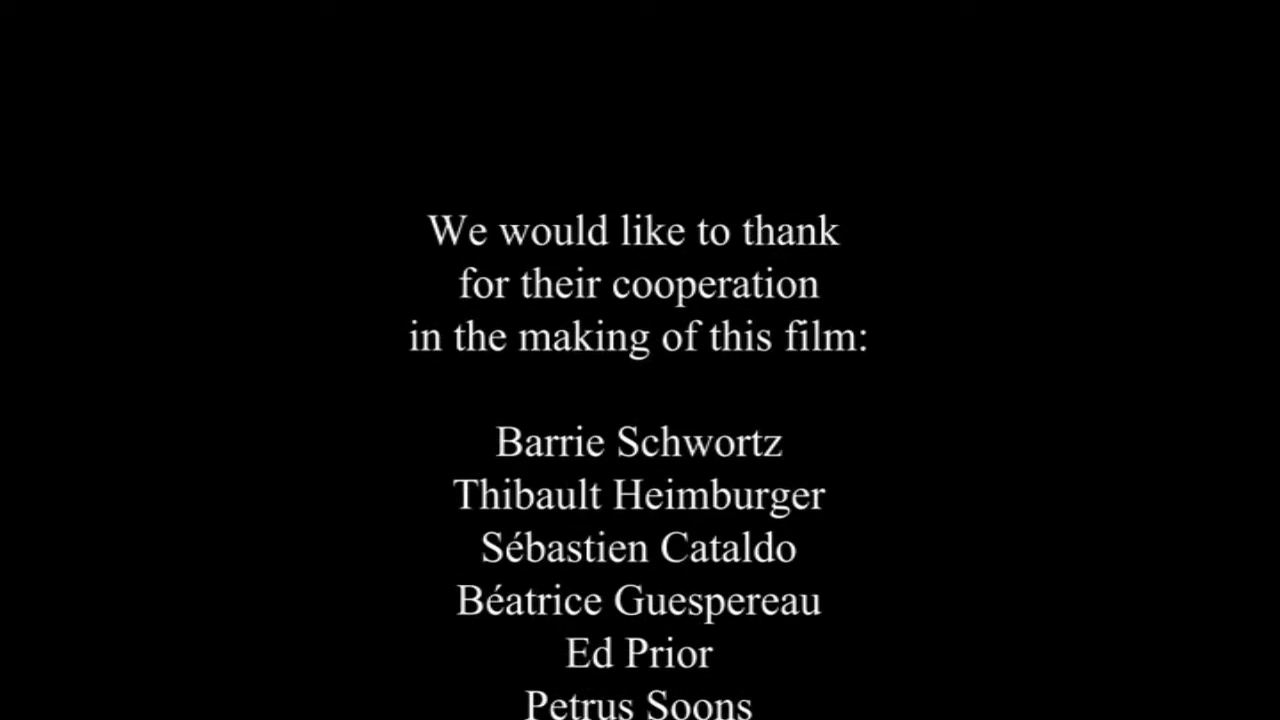 We would like to thank
for their cooperation
in the making of this film:
Barrie Schwortz
Thibault Heimburger
Sébastien Cataldo
Béatrice Guespereau
Ed Prior
Petrus Soons